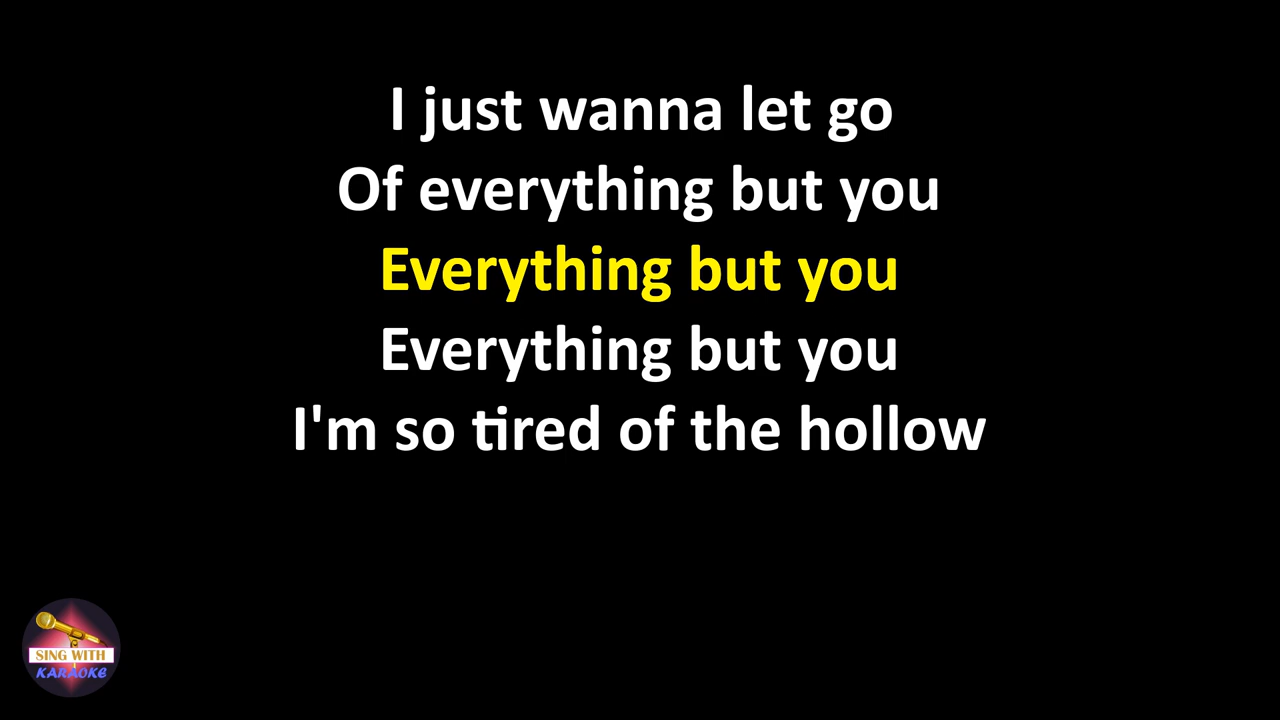 I just wanna let go
Of everything but you
Everything but you
Everything but you
I'm so tired of the hollow
SING WITH
KARAOKE